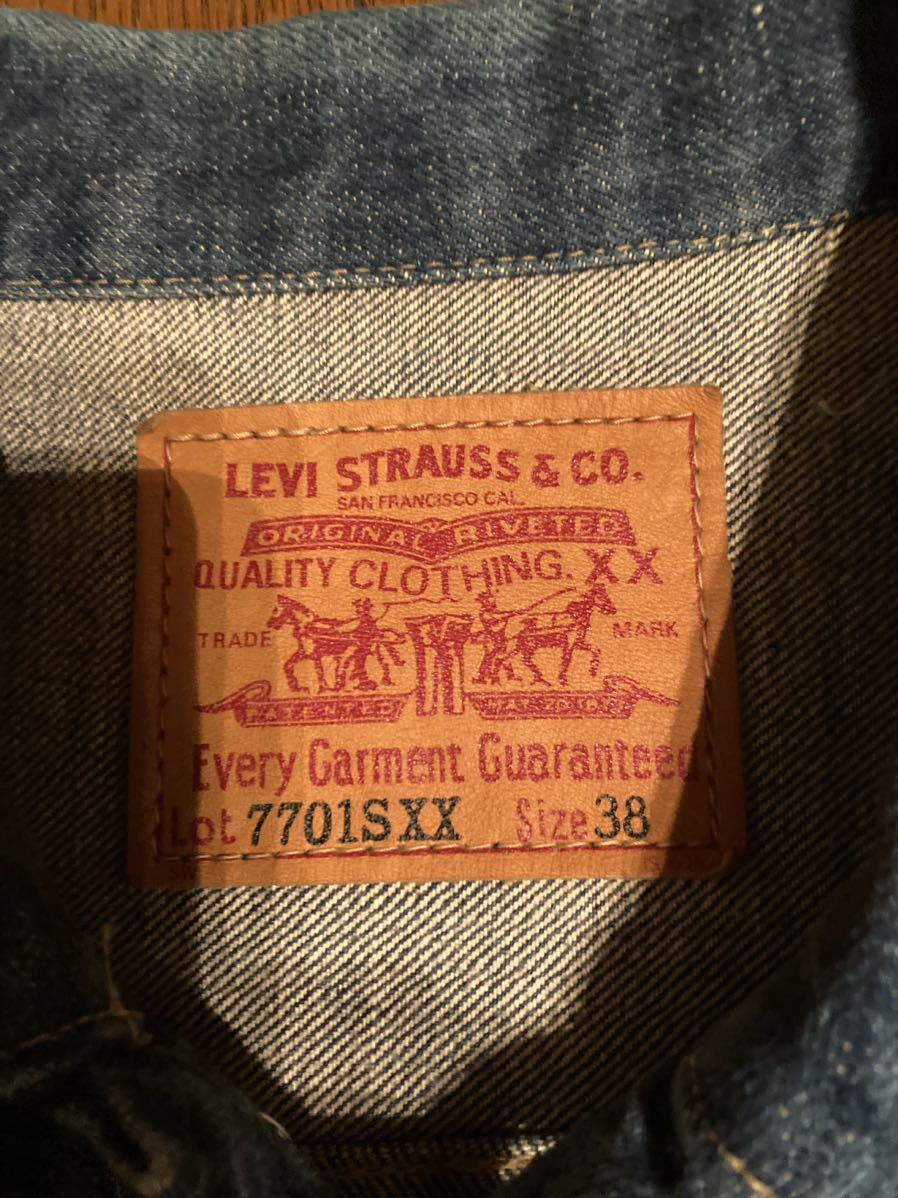 LEVI STRAUSS & CO.
SAN FRANCISCO CAL.
ORIGINAL RIVETED
QUALITY CLOTHING. XX
TRADE MARK
PATENTED
Every Garment Guaranteed
Lot 7701SXX Size 38